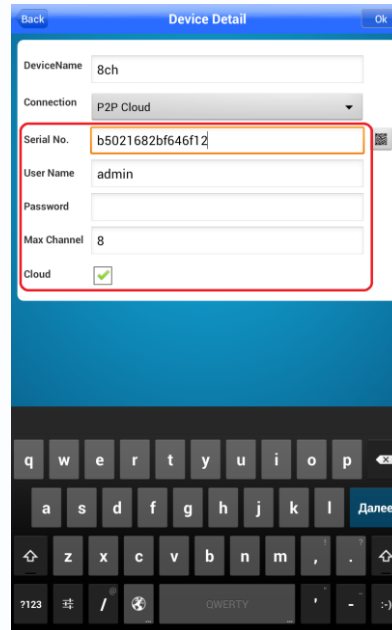 Back Device Detail Ok
DeviceName 8ch
Connection P2P Cloud
Serial No. b5021682bf646f12
User Name admin
Password
Max Channel 8
Cloud
q w e r t y u i o p
a s d f g h j k l Далее
z x c v b n m , ! . ?
?123 / @ QWERTY ' " - _ :-)